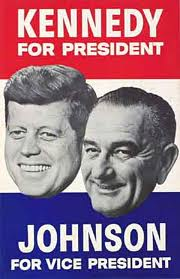 KENNEDY
FOR PRESIDENT
JOHNSON
FOR VICE PRESIDENT